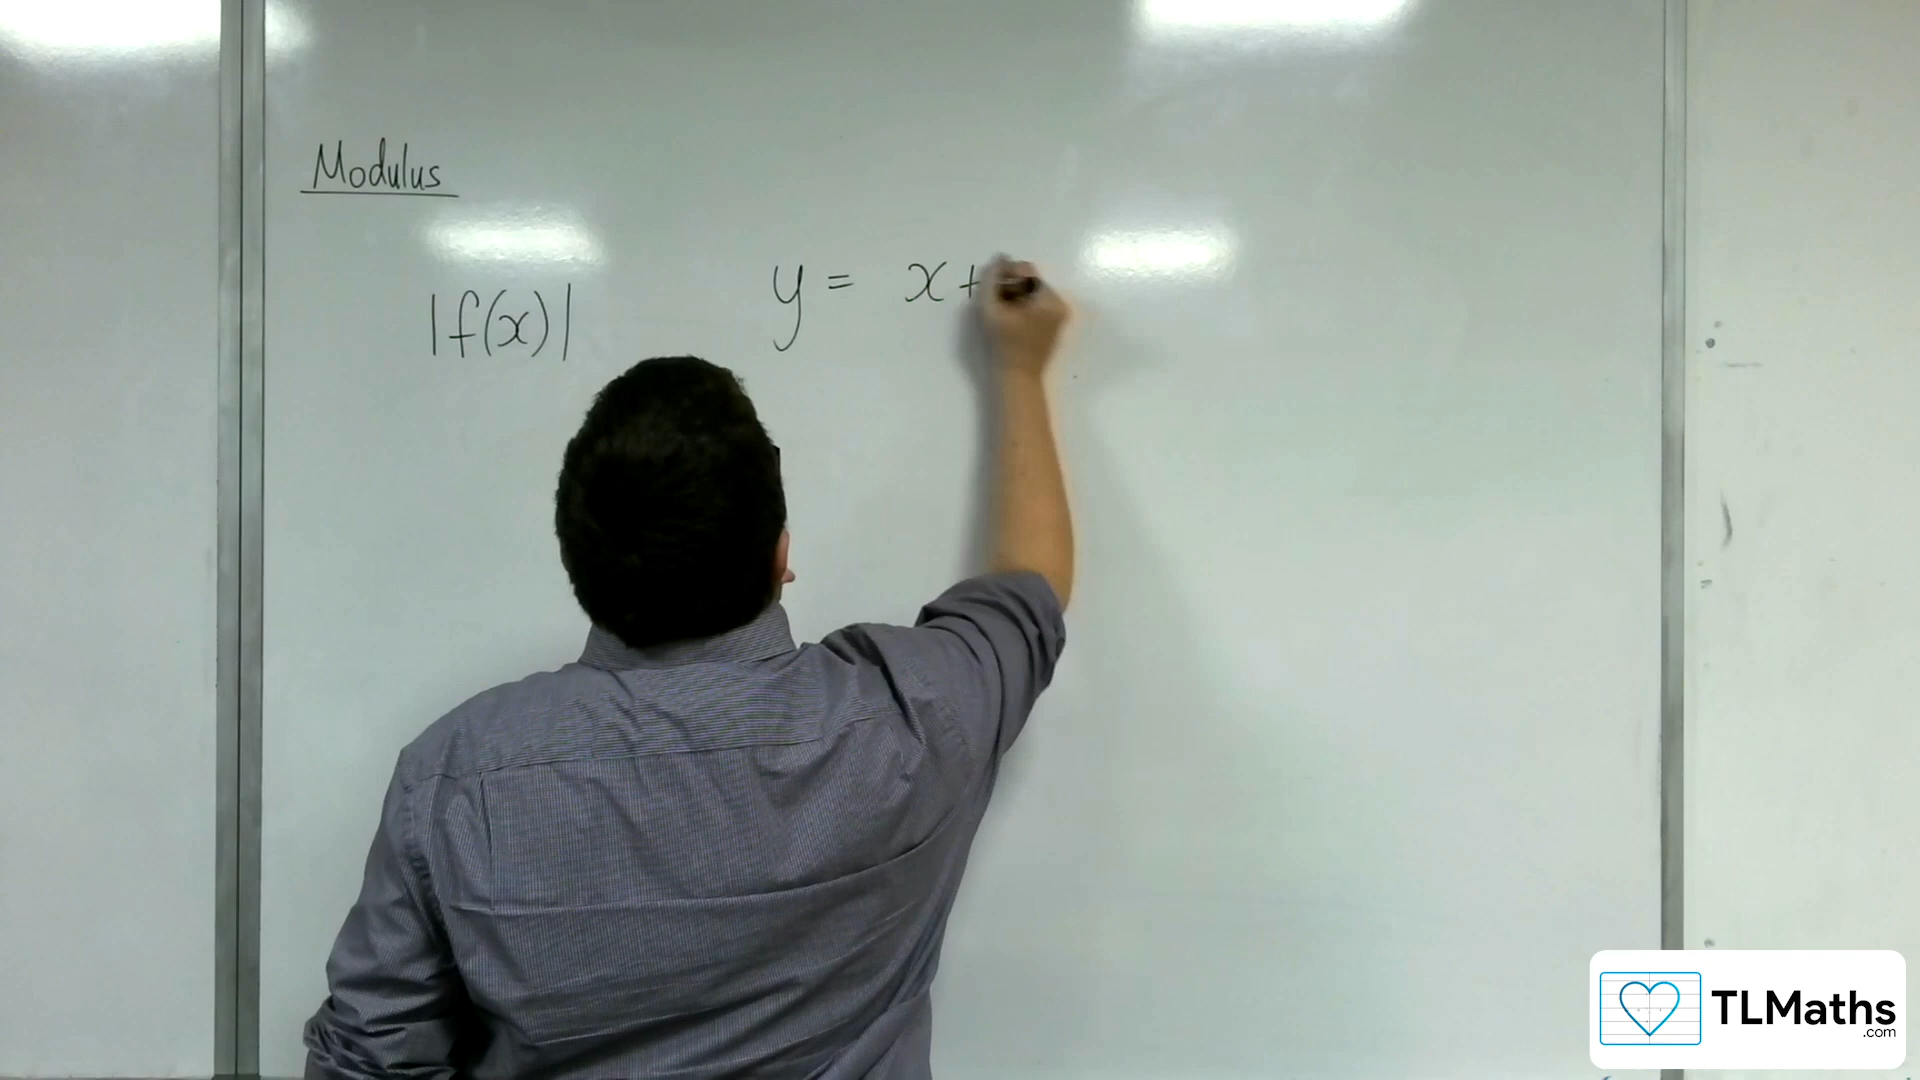 Modulus
|f(x)|
y = x +
TLMaths
.com